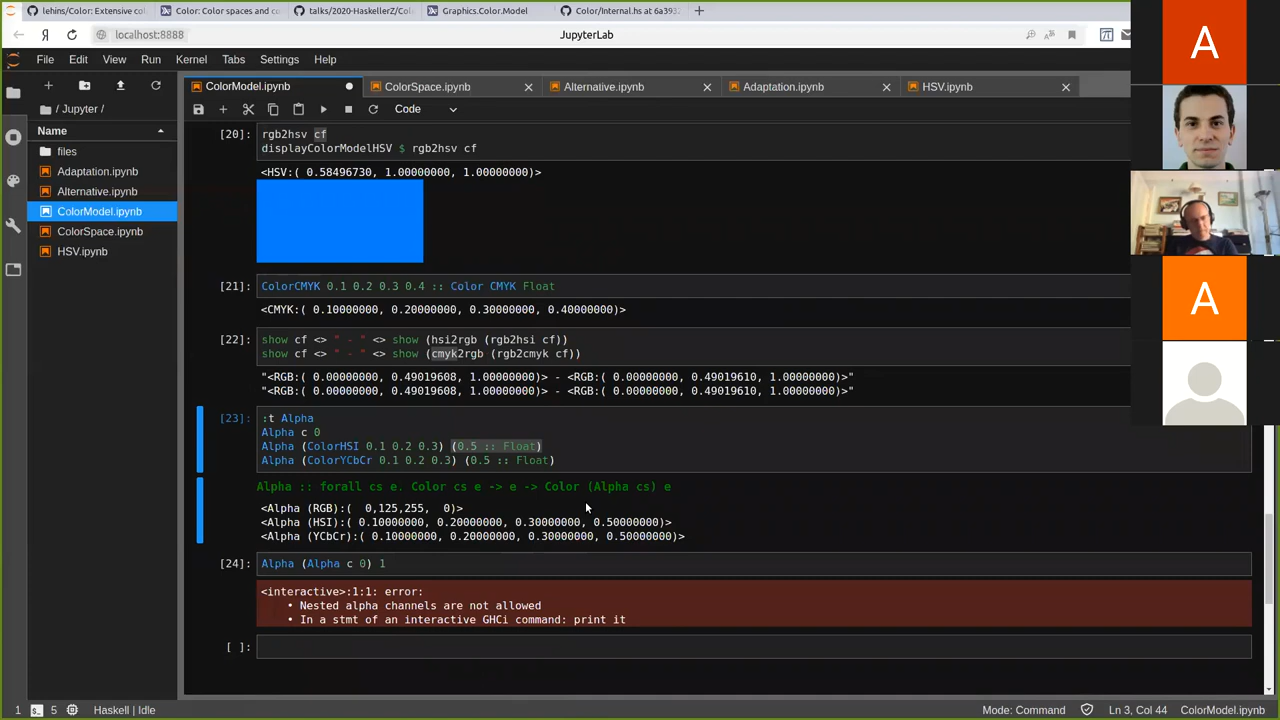 lehins/Color: Extensive col
Color: Color spaces and co
talks/2020-HaskellerZ/Col
Graphics.Color.Model
Color/Internal.hs at 6a3932
Я
localhost:8888
JupyterLab
File Edit View Run Kernel Tabs Settings Help
ColorModel.ipynb
ColorSpace.ipynb
Alternative.ipynb
Adaptation.ipynb
HSV.ipynb
Code
/ Jupyter /
Name
files
Adaptation.ipynb
Alternative.ipynb
ColorModel.ipynb
ColorSpace.ipynb
HSV.ipynb
[20]: rgb2hsv cf
displayColorModelHSV $ rgb2hsv cf
<HSV:( 0.58496730, 1.00000000, 1.00000000)>
[21]: ColorCMYK 0.1 0.2 0.3 0.4 :: Color CMYK Float
<CMYK:( 0.10000000, 0.20000000, 0.30000000, 0.40000000)>
[22]: show cf <> " - " <> show (hsi2rgb (rgb2hsi cf))
show cf <> " - " <> show (cmyk2rgb (rgb2cmyk cf))
"<RGB:( 0.00000000, 0.49019608, 1.00000000)> - <RGB:( 0.00000000, 0.49019610, 1.00000000)>"
"<RGB:( 0.00000000, 0.49019608, 1.00000000)> - <RGB:( 0.00000000, 0.49019610, 1.00000000)>"
[23]: :t Alpha
Alpha c 0
Alpha (ColorHSI 0.1 0.2 0.3) (0.5 :: Float)
Alpha (ColorYCbCr 0.1 0.2 0.3) (0.5 :: Float)
Alpha :: forall cs e. Color cs e -> e -> Color (Alpha cs) e
<Alpha (RGB):(  0,125,255,  0)>
<Alpha (HSI):( 0.10000000, 0.20000000, 0.30000000, 0.50000000)>
<Alpha (YCbCr):( 0.10000000, 0.20000000, 0.30000000, 0.50000000)>
[24]: Alpha (Alpha c 0) 1
<interactive>:1:1: error:
• Nested alpha channels are not allowed
• In a stmt of an interactive GHCi command: print it
[ ]:
A
A
1 5 Haskell | Idle
Mode: Command
Ln 3, Col 44
ColorModel.ipynb